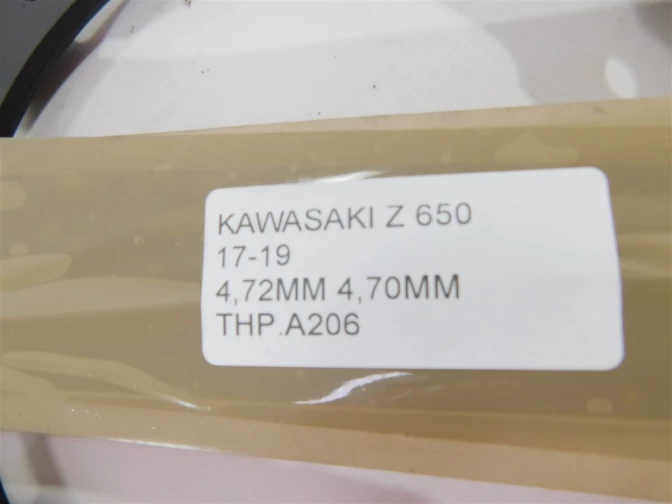 KAWASAKI Z 650
17-19
4,72MM 4,70MM
THP.A206